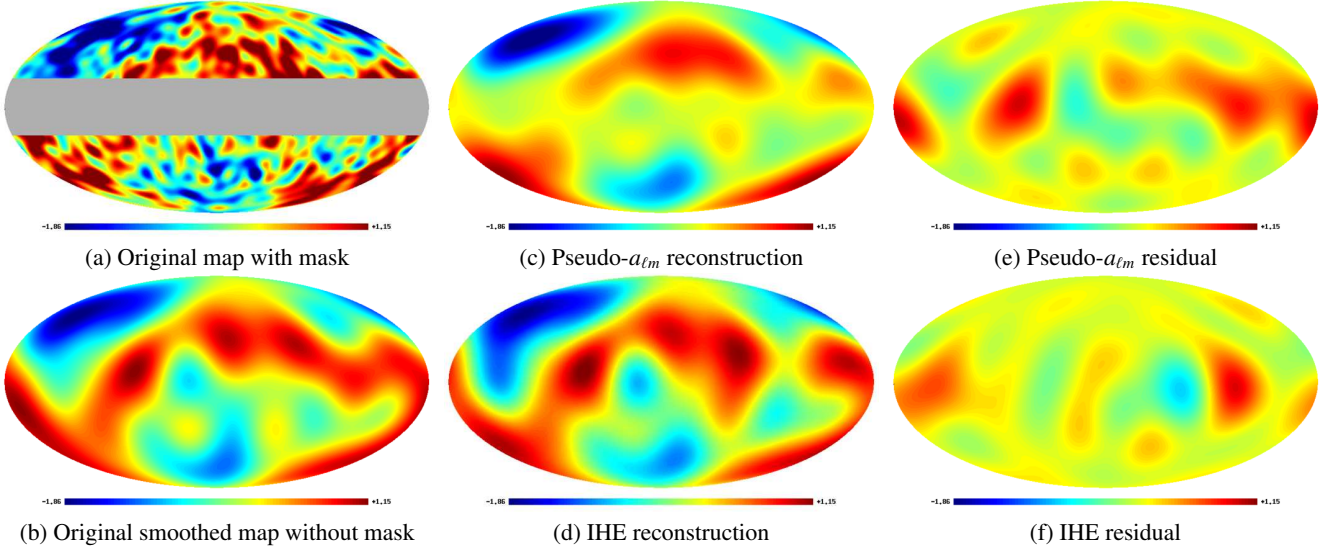 -1,86 +1,15
-1,86 +1,15
-1,86 +1,15
(a) Original map with mask
(c) Pseudo-aℓm reconstruction
(e) Pseudo-aℓm residual
-1,86 +1,15
-1,86 +1,15
-1,86 +1,15
(b) Original smoothed map without mask
(d) IHE reconstruction
(f) IHE residual